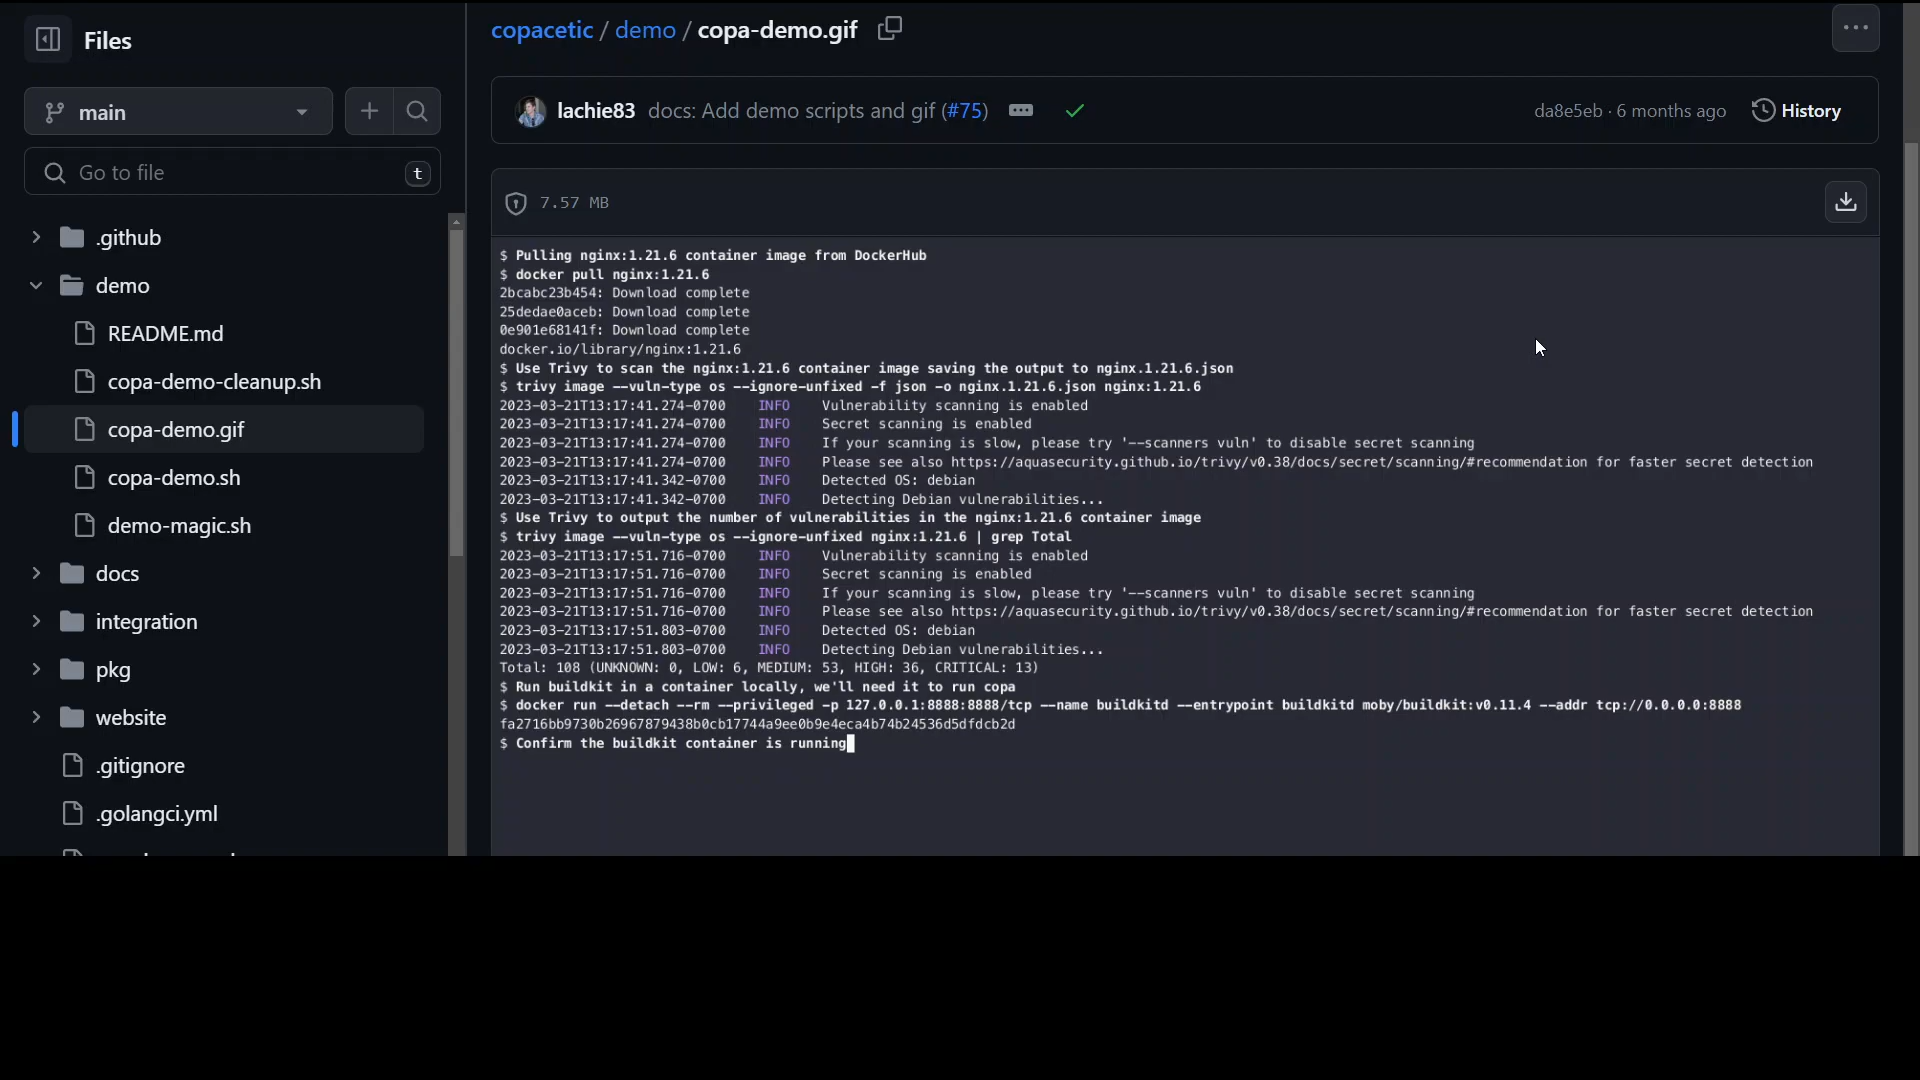 Files
main
Go to file
t
.github
demo
README.md
copa-demo-cleanup.sh
copa-demo.gif
copa-demo.sh
demo-magic.sh
docs
integration
pkg
website
.gitignore
.golangci.yml
copacetic / demo / copa-demo.gif
lachie83 docs: Add demo scripts and gif (#75)
da8e5eb · 6 months ago
History
7.57 MB
$ Pulling nginx:1.21.6 container image from DockerHub
$ docker pull nginx:1.21.6
2bcabc23b454: Download complete
25dedae0aceb: Download complete
0e901e68141f: Download complete
docker.io/library/nginx:1.21.6
$ Use Trivy to scan the nginx:1.21.6 container image saving the output to nginx.1.21.6.json
$ trivy image --vuln-type os --ignore-unfixed -f json -o nginx.1.21.6.json nginx:1.21.6
2023-03-21T13:17:41.274-0700 INFO Vulnerability scanning is enabled
2023-03-21T13:17:41.274-0700 INFO Secret scanning is enabled
2023-03-21T13:17:41.274-0700 INFO If your scanning is slow, please try '--scanners vuln' to disable secret scanning
2023-03-21T13:17:41.274-0700 INFO Please see also https://aquasecurity.github.io/trivy/v0.38/docs/secret/scanning/#recommendation for faster secret detection
2023-03-21T13:17:41.342-0700 INFO Detected OS: debian
2023-03-21T13:17:41.342-0700 INFO Detecting Debian vulnerabilities...
$ Use Trivy to output the number of vulnerabilities in the nginx:1.21.6 container image
$ trivy image --vuln-type os --ignore-unfixed nginx:1.21.6 | grep Total
2023-03-21T13:17:51.716-0700 INFO Vulnerability scanning is enabled
2023-03-21T13:17:51.716-0700 INFO Secret scanning is enabled
2023-03-21T13:17:51.716-0700 INFO If your scanning is slow, please try '--scanners vuln' to disable secret scanning
2023-03-21T13:17:51.716-0700 INFO Please see also https://aquasecurity.github.io/trivy/v0.38/docs/secret/scanning/#recommendation for faster secret detection
2023-03-21T13:17:51.803-0700 INFO Detected OS: debian
2023-03-21T13:17:51.803-0700 INFO Detecting Debian vulnerabilities...
Total: 108 (UNKNOWN: 0, LOW: 6, MEDIUM: 53, HIGH: 36, CRITICAL: 13)
$ Run buildkit in a container locally, we'll need it to run copa
$ docker run --detach --rm --privileged -p 127.0.0.1:8888:8888/tcp --name buildkitd --entrypoint buildkitd moby/buildkit:v0.11.4 --addr tcp://0.0.0.0:8888
fa2716bb9730b26967879438b0cb17744a9ee0b9e4eca4b74b24536d5dfdcb2d
$ Confirm the buildkit container is running